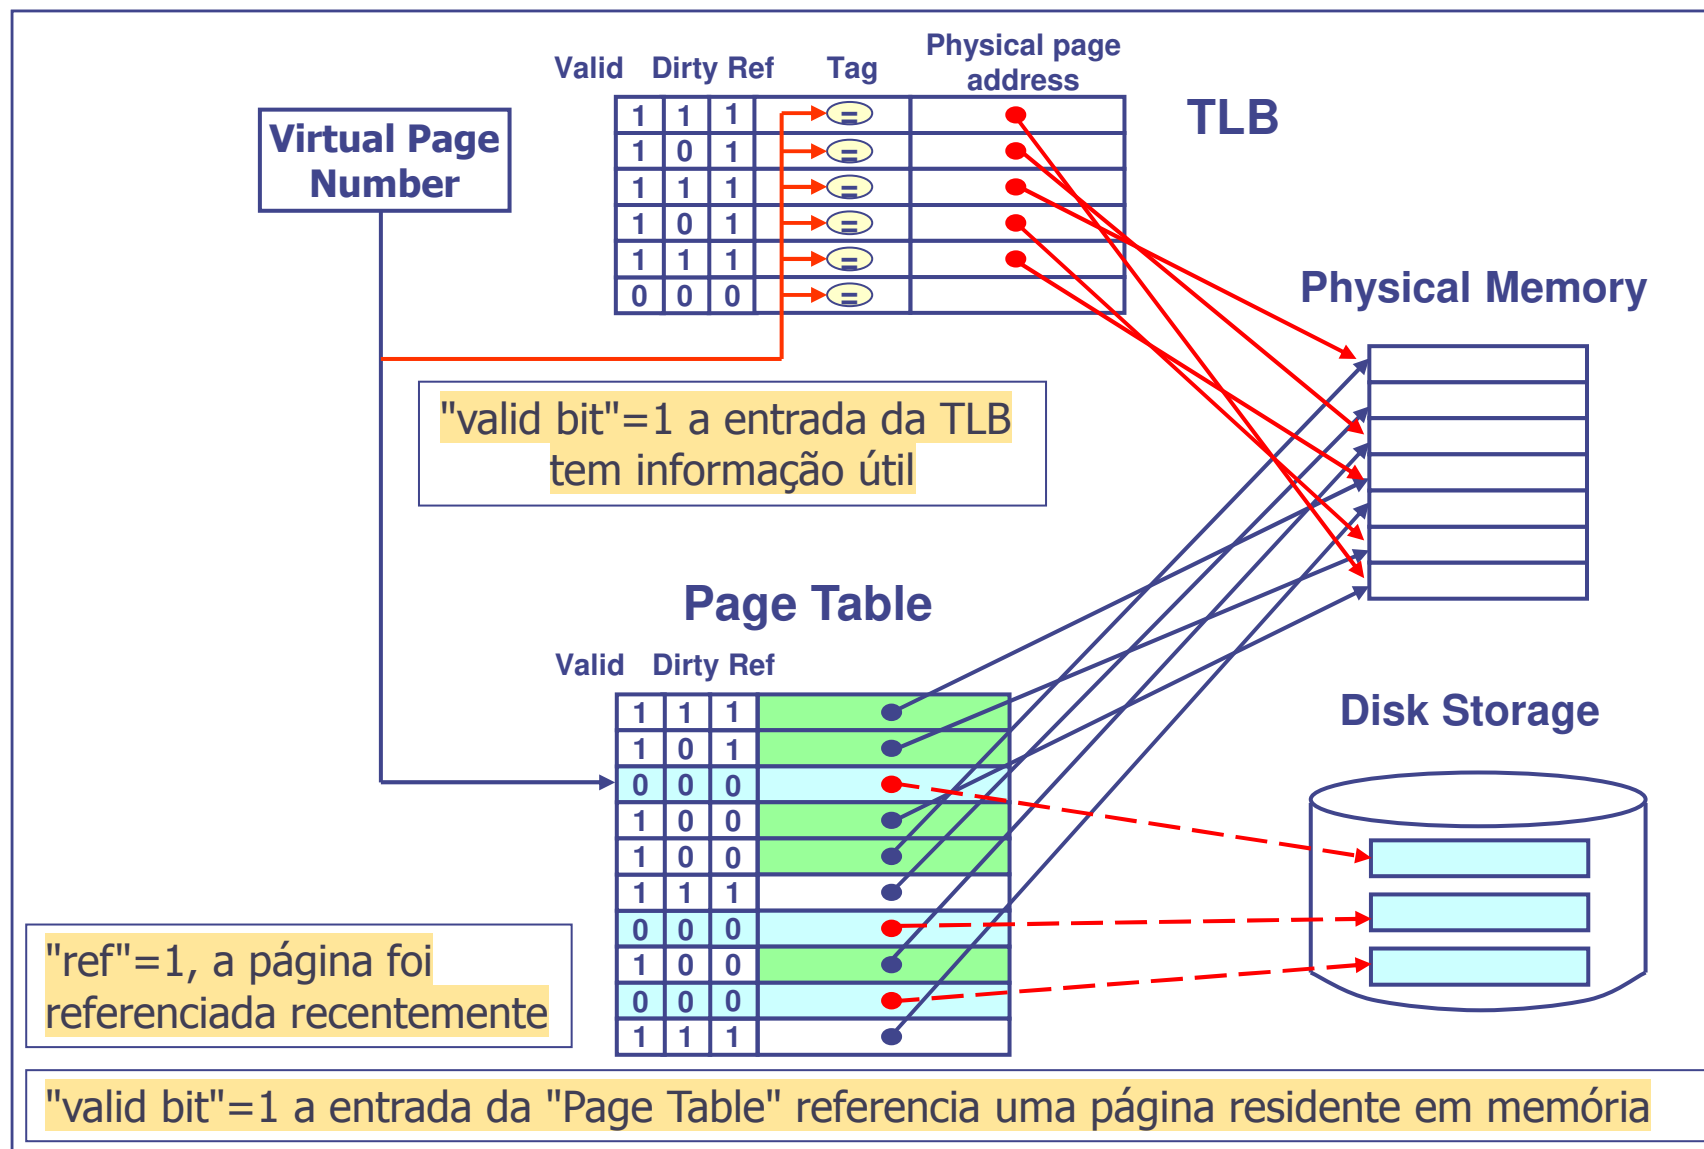 Valid Dirty Ref Tag Physical page
address
TLB
Virtual Page
Number
1 1 1 =
1 0 1 =
1 1 1 =
1 0 1 =
1 1 1 =
0 0 0 =
Physical Memory
"valid bit"=1 a entrada da TLB
tem informação útil
Page Table
Valid Dirty Ref
1 1 1
1 0 1
0 0 0
1 0 0
1 0 0
1 1 1
0 0 0
1 0 0
0 0 0
1 1 1
Disk Storage
"ref"=1, a página foi
referenciada recentemente
"valid bit"=1 a entrada da "Page Table" referencia uma página residente em memória